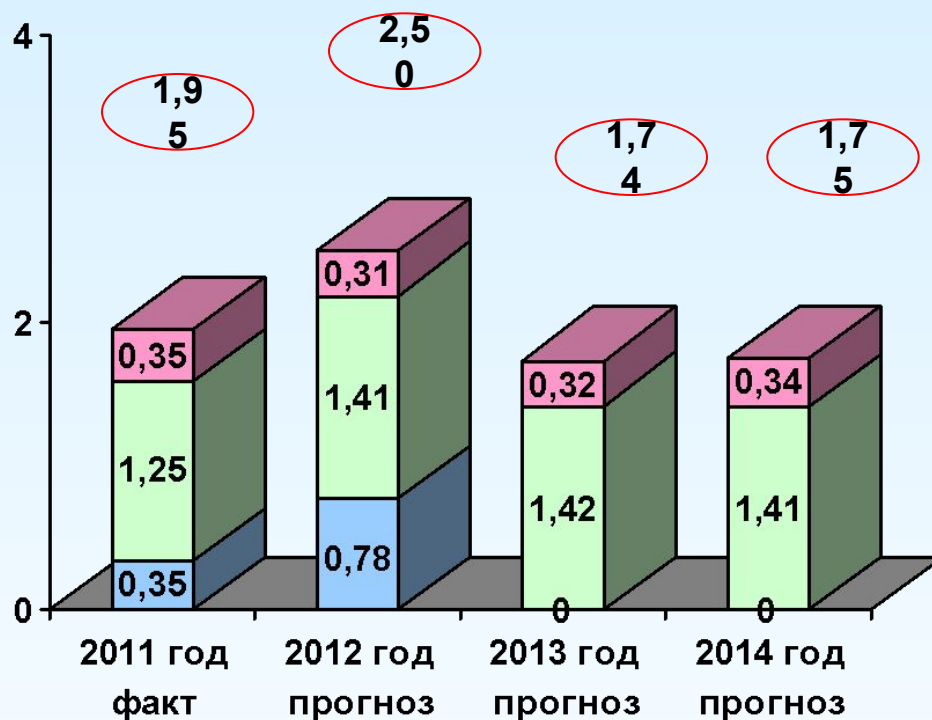 4
2,5
0
1,9
5
1,7
4
1,7
5
2
0,35
0,31
0,32
0,34
1,25
1,41
1,42
1,41
0,35
0,78
0
0
0
2011 год
факт
2012 год
прогноз
2013 год
прогноз
2014 год
прогноз